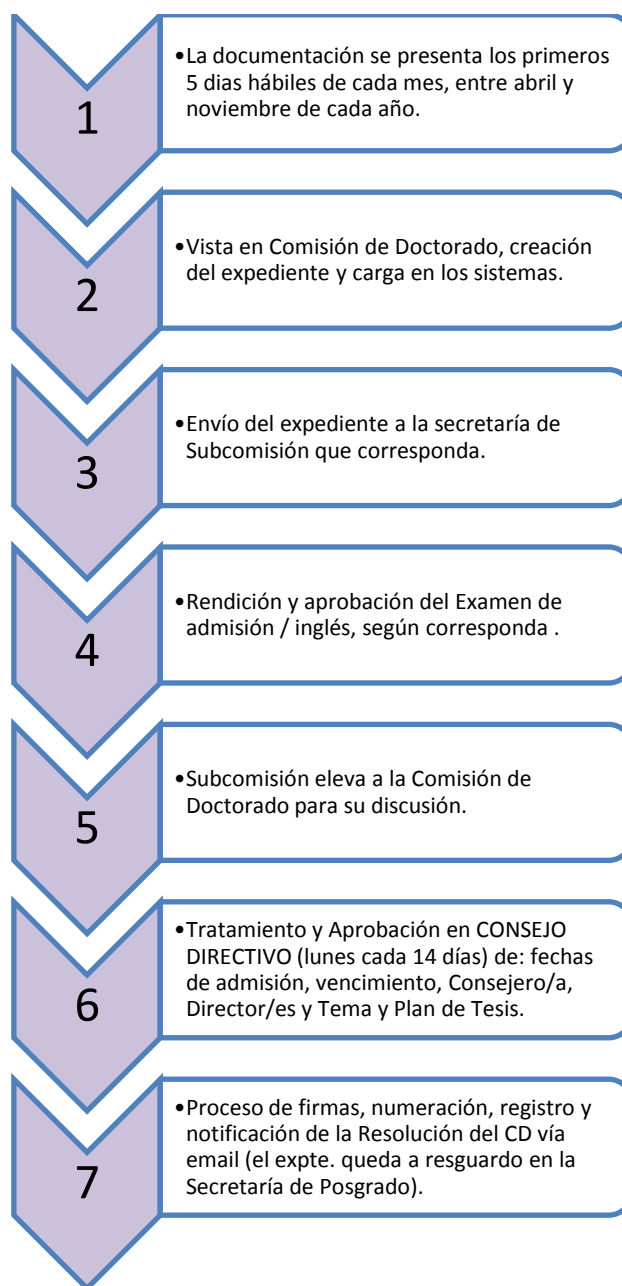 1
•La documentación se presenta los primeros
5 dias hábiles de cada mes, entre abril y
noviembre de cada año.
2
•Vista en Comisión de Doctorado, creación
del expediente y carga en los sistemas.
3
•Envío del expediente a la secretaría de
Subcomisión que corresponda.
4
•Rendición y aprobación del Examen de
admisión / inglés, según corresponda .
5
•Subcomisión eleva a la Comisión de
Doctorado para su discusión.
6
•Tratamiento y Aprobación en CONSEJO
DIRECTIVO (lunes cada 14 días) de: fechas
de admisión, vencimiento, Consejero/a,
Director/es y Tema y Plan de Tesis.
7
•Proceso de firmas, numeración, registro y
notificación de la Resolución del CD vía
email (el expte. queda a resguardo en la
Secretaría de Posgrado).